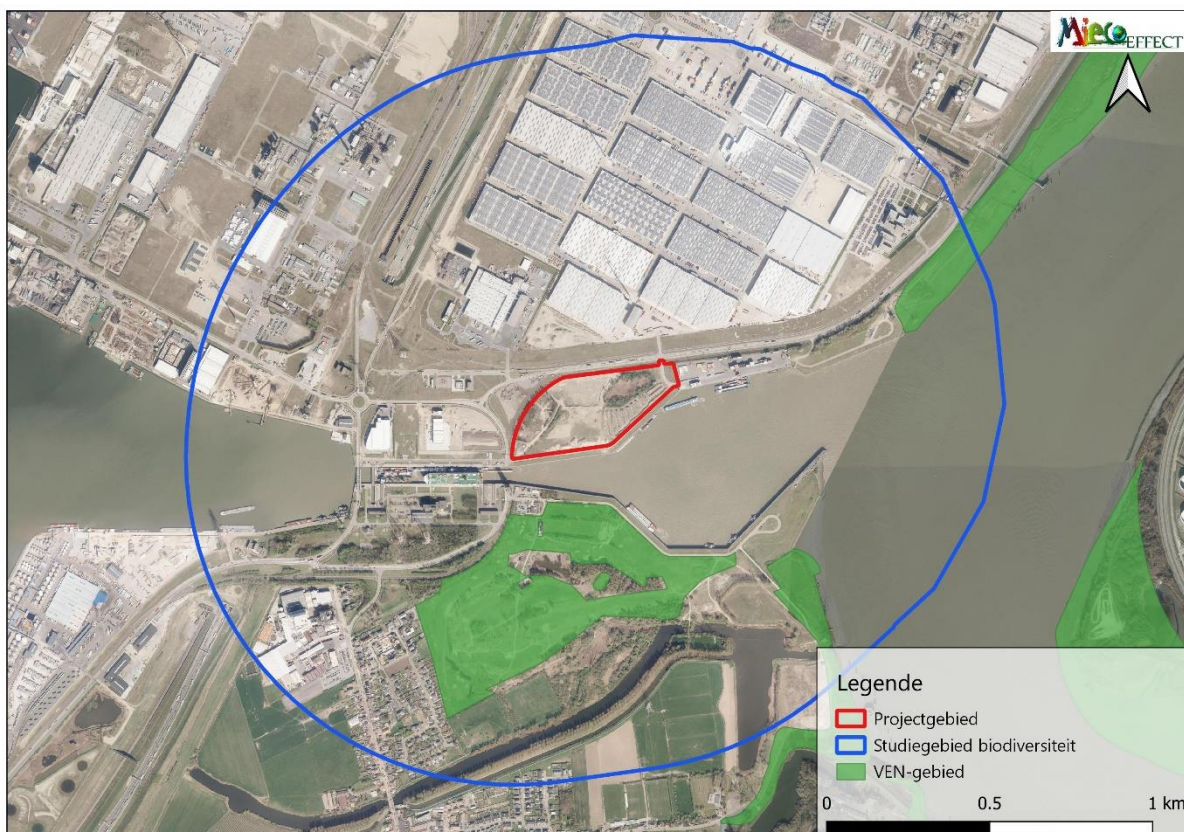 Mieco EFFECT
Legende
Projectgebied
Studiegebied biodiversiteit
VEN-gebied
0 0.5 1 km